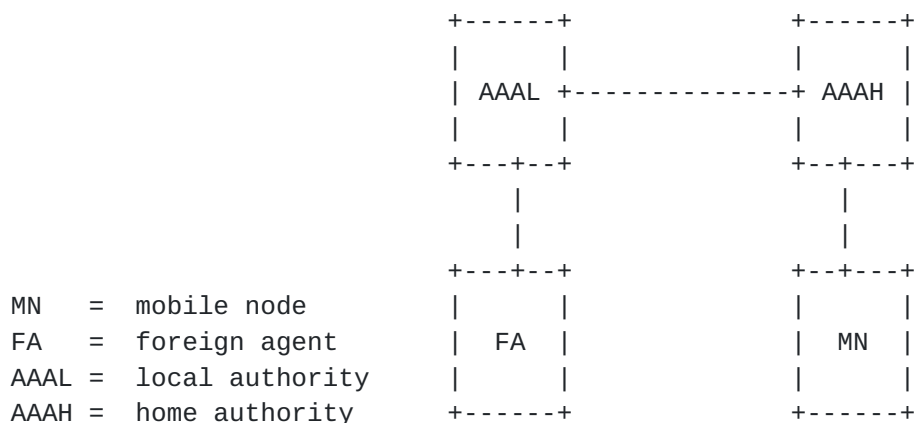 AAAL AAAH
MN = mobile node
FA = foreign agent FA MN
AAAL = local authority
AAAH = home authority